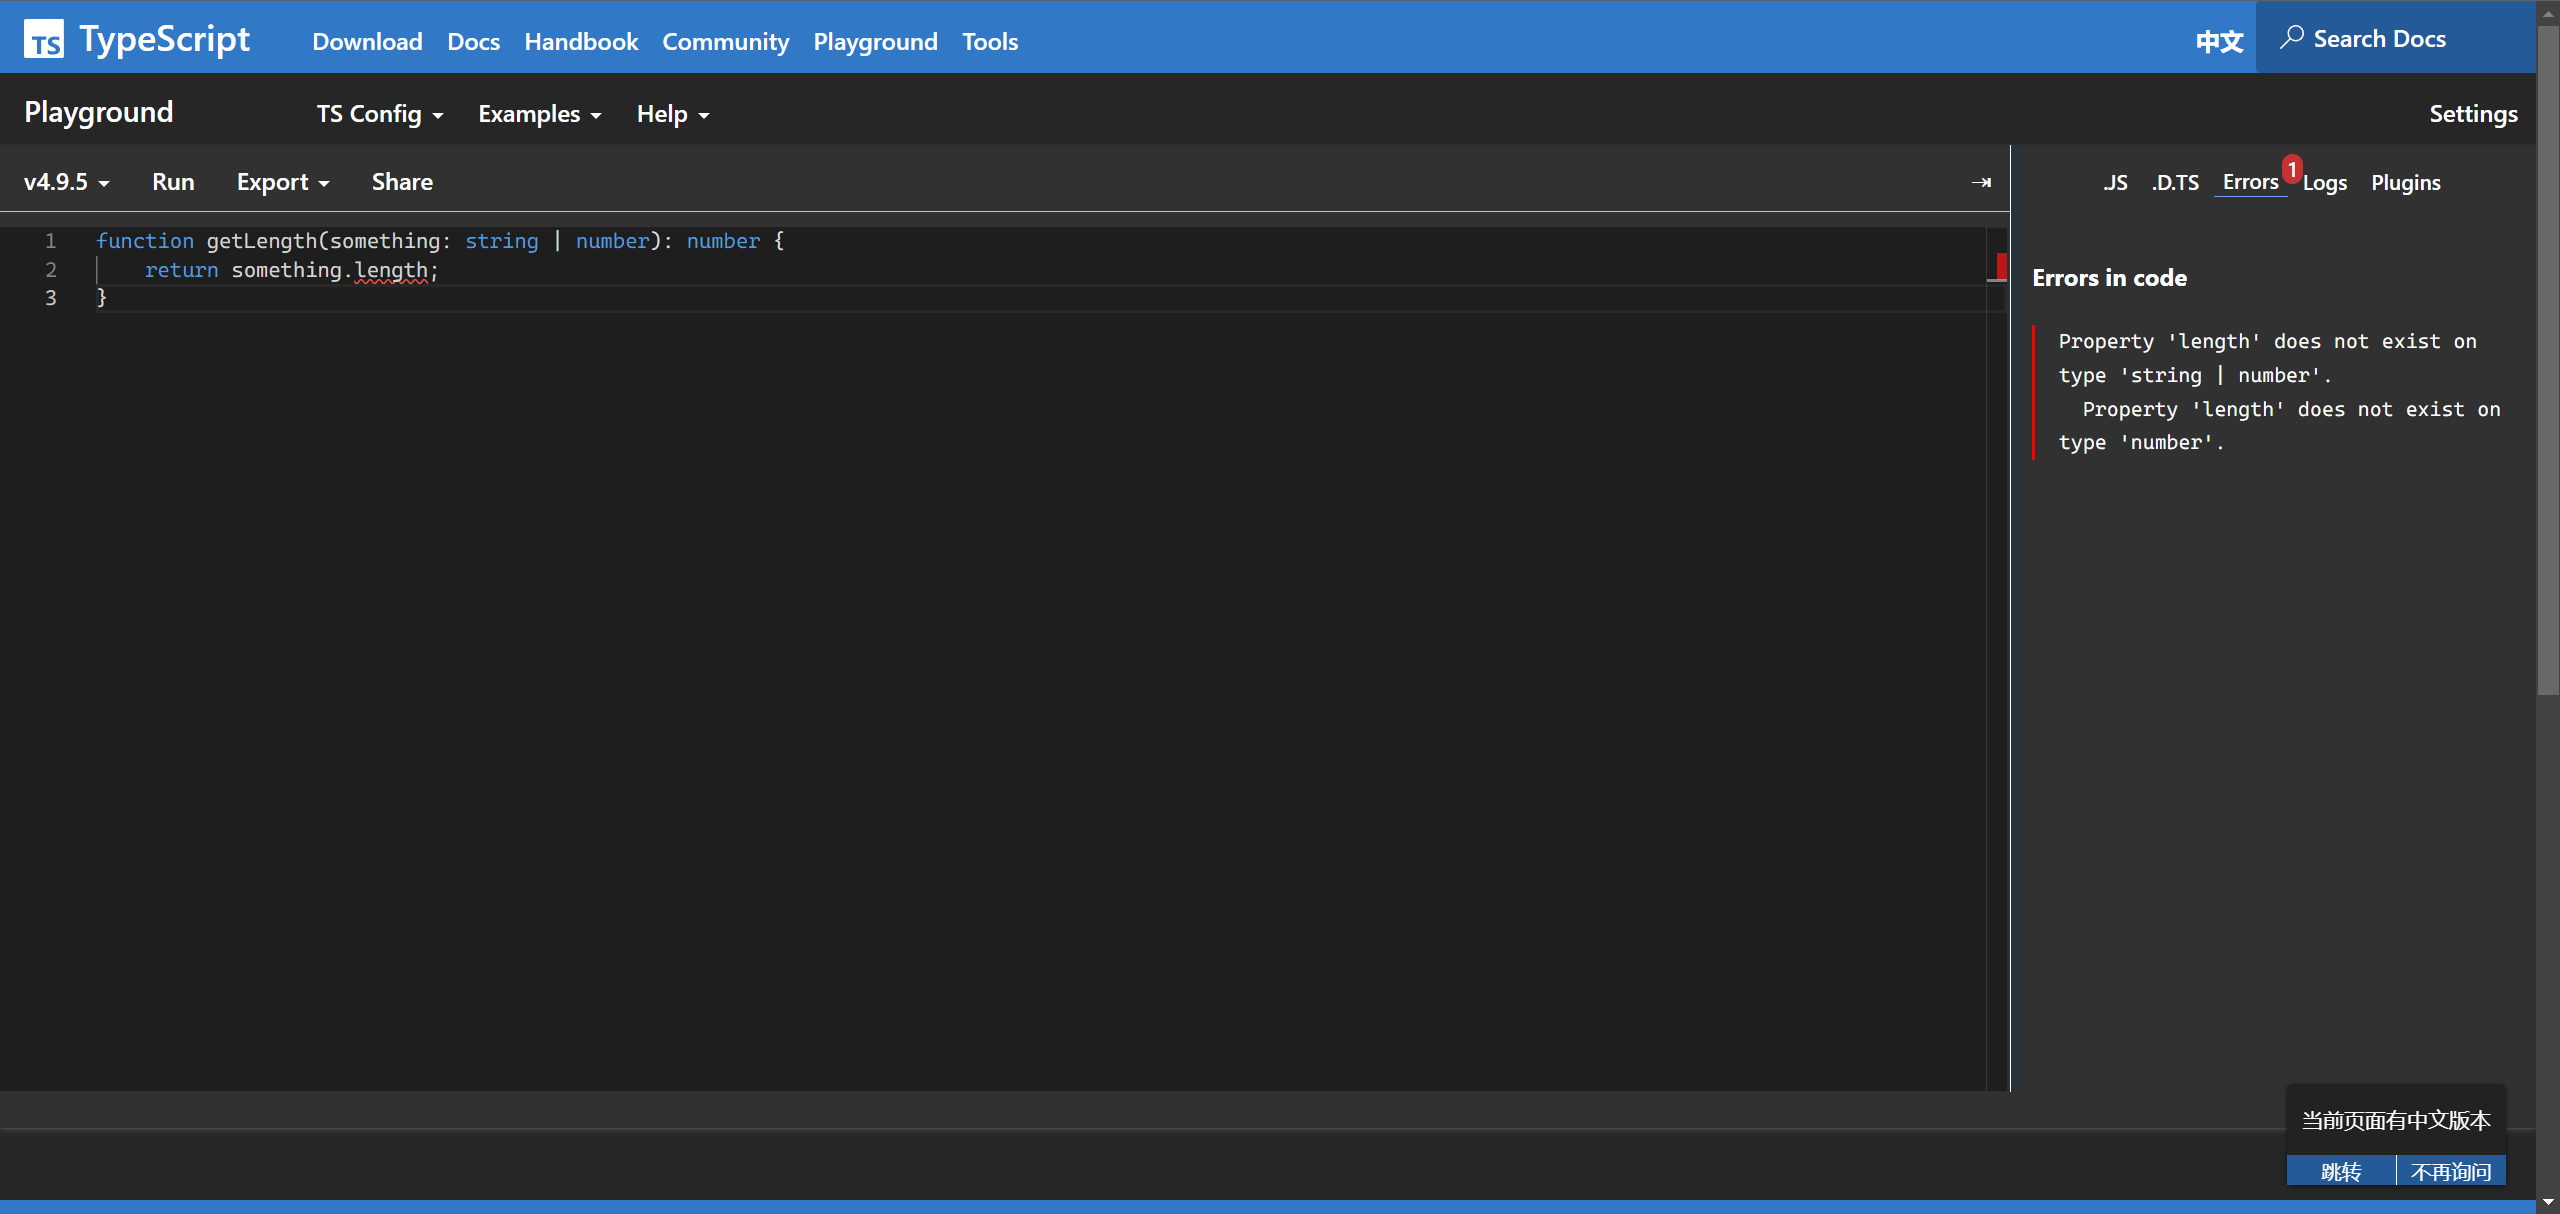 TS TypeScript Download Docs Handbook Community Playground Tools 中文 Search Docs
Playground TS Config Examples Help Settings
v4.9.5 Run Export Share .JS .D.TS Errors 1 Logs Plugins
1 function getLength(something: string | number): number {
2 return something.length;
3 }
Errors in code
Property 'length' does not exist on
type 'string | number'.
Property 'length' does not exist on
type 'number'.
当前页面有中文版本
跳转 不再询问